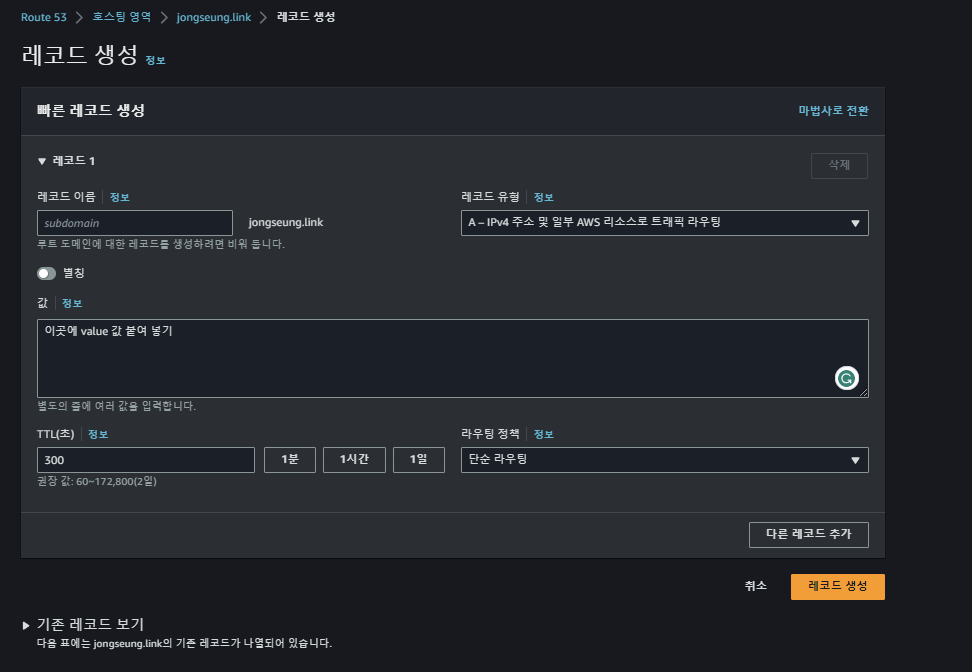 Route 53 > 호스팅 영역 > jongseung.link > 레코드 생성
레코드 생성 정보
빠른 레코드 생성 마법사로 전환
▼ 레코드 1 삭제
레코드 이름 정보 레코드 유형 정보
subdomain jongseung.link A – IPv4 주소 및 일부 AWS 리소스로 트래픽 라우팅
루트 도메인에 대한 레코드를 생성하려면 비워 둡니다.
별칭
값 정보
이곳에 value 값 붙여 넣기
별도의 줄에 여러 값을 입력합니다.
TTL(초) 정보 라우팅 정책 정보
300 1분 1시간 1일 단순 라우팅
권장 값: 60~172,800(2일)
다른 레코드 추가
취소 레코드 생성
▶ 기존 레코드 보기
다음 표에는 jongseung.link의 기존 레코드가 나열되어 있습니다.